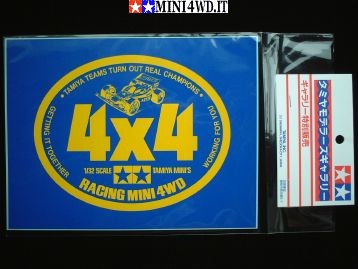 MINI4WD.IT
TAMIYA TEAMS TURN OUT REAL CHAMPIONS
GETTING IT TOGETHER
WORKING FOR YOU
4x4
1/32 SCALE TAMIYA MINI'S
RACING MINI 4WD
タミヤモデラーズギャラリー
ギャラリー特別販売